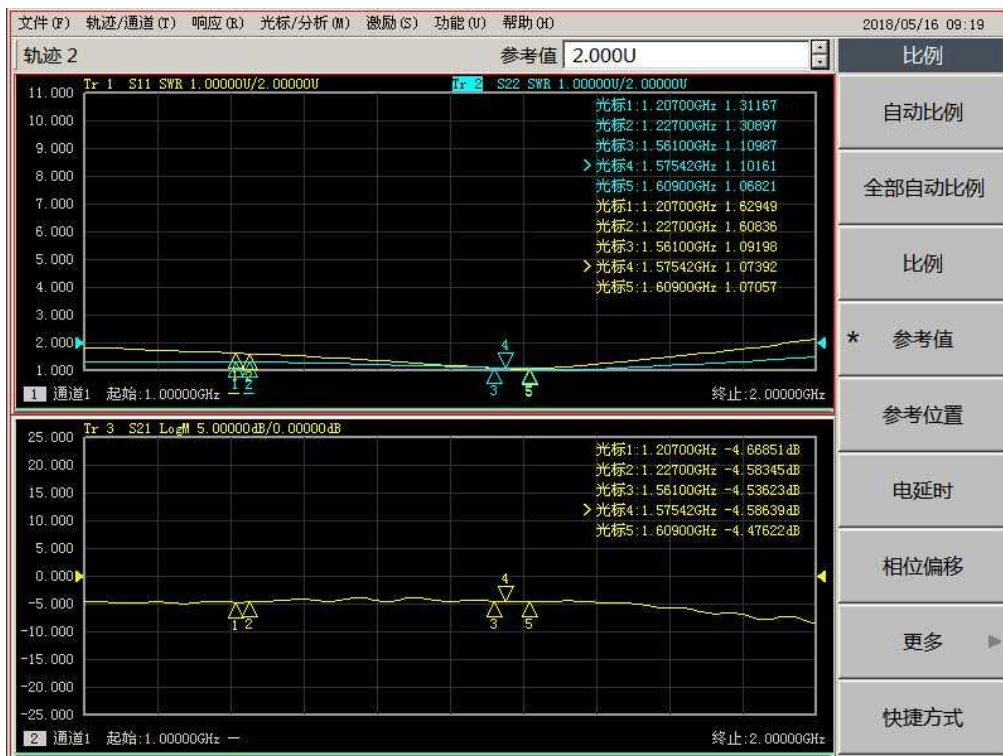 文件(F) 轨迹/通道(T) 响应(R) 光标/分析(M) 激励(S) 功能(U) 帮助(H) 2018/05/16 09:19
轨迹 2 参考值 2.000U
比例
自动比例
全部自动比例
比例
* 参考值
参考位置
电延时
相位偏移
更多
快捷方式
Tr 1 S11 SWR 1.00000U/2.00000U Tr 2 S22 SWR 1.00000U/2.00000U
11.000
10.000
9.000
8.000
7.000
6.000
5.000
4.000
3.000
2.000
1.000
光标1:1.20700GHz 1.31167
光标2:1.22700GHz 1.30897
光标3:1.56100GHz 1.10987
>光标4:1.57542GHz 1.10161
光标5:1.60900GHz 1.06821
光标1:1.20700GHz 1.62949
光标2:1.22700GHz 1.60836
光标3:1.56100GHz 1.09198
>光标4:1.57542GHz 1.07392
光标5:1.60900GHz 1.07057
4
1 2 3 5
1 通道1 起始:1.00000GHz 终止:2.00000GHz
Tr 3 S21 LogM 5.00000dB/0.00000dB
25.000
20.000
15.000
10.000
5.000
0.000
-5.000
-10.000
-15.000
-20.000
-25.000
光标1:1.20700GHz -4.66851dB
光标2:1.22700GHz -4.58345dB
光标3:1.56100GHz -4.53623dB
>光标4:1.57542GHz -4.58639dB
光标5:1.60900GHz -4.47622dB
4
1 2 3 5
2 通道1 起始:1.00000GHz 终止:2.00000GHz